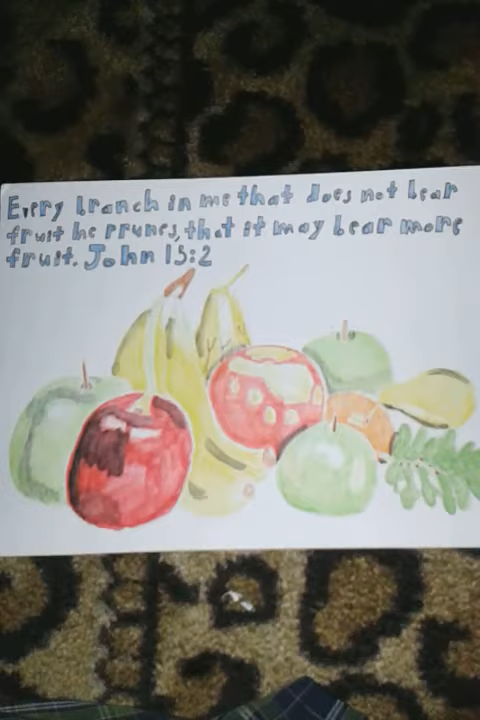 Every branch in me that does not bear
fruit he prunes, that it may bear more
fruit. John 15:2